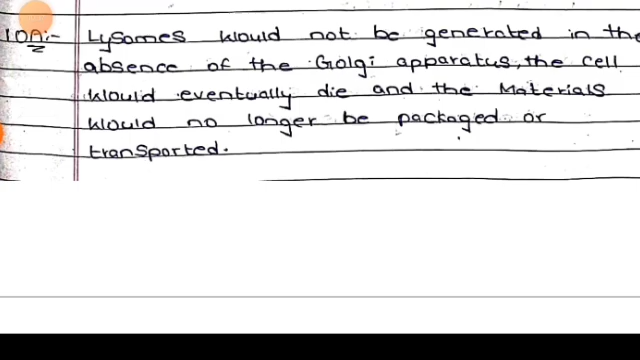 10A:- Lysomes would not be generated in the
absence of the Golgi apparatus, the cell
would eventually die and the Materials
would no longer be packaged or
transported.